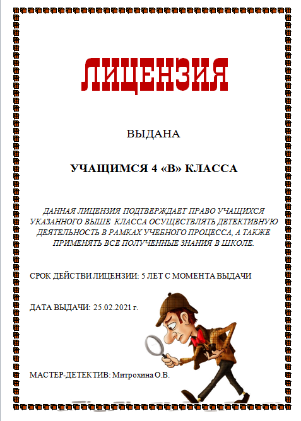 ЛИЦЕНЗИЯ
ВЫДАНА
УЧАЩИМСЯ 4 «В» КЛАССА
ДАННАЯ ЛИЦЕНЗИЯ ПОДТВЕРЖДАЕТ ПРАВО УЧАЩИХСЯ
УКАЗАННОГО ВЫШЕ КЛАССА ОСУЩЕСТВЛЯТЬ ДЕТЕКТИВНУЮ
ДЕЯТЕЛЬНОСТЬ В РАМКАХ УЧЕБНОГО ПРОЦЕССА, А ТАКЖЕ
ПРИМЕНЯТЬ ВСЕ ПОЛУЧЕННЫЕ ЗНАНИЯ В ШКОЛЕ.
СРОК ДЕЙСТВИ ЛИЦЕНЗИИ: 5 ЛЕТ С МОМЕНТА ВЫДАЧИ
ДАТА ВЫДАЧИ: 25.02.2021 г.
МАСТЕР-ДЕТЕКТИВ: Митрохина О.В.